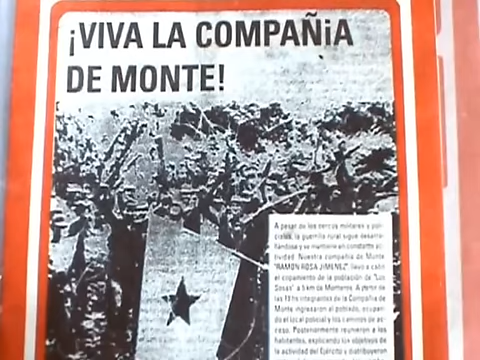 ¡VIVA LA COMPAÑiA
DE MONTE!
A pesar de los cercos militares y poli-
ciales, la guerrilla rural sigue desarro-
llándose y se mantiene en constante ac-
tividad. Nuestra compañia de Monte
"RAMON ROSA JIMENEZ", llevó a cabo
el copamiento de la población de "Los
Sosas" a 5 km de Monteros. A partir de
las 19 hs integrantes de la Compañía de
Monte ingresaron al poblado, ocupan-
do el local policial y los caminos de ac-
ceso. Posteriormente reunieron a los
habitantes, explicando los objetivos de
la actividad del Ejército y distribuyeron